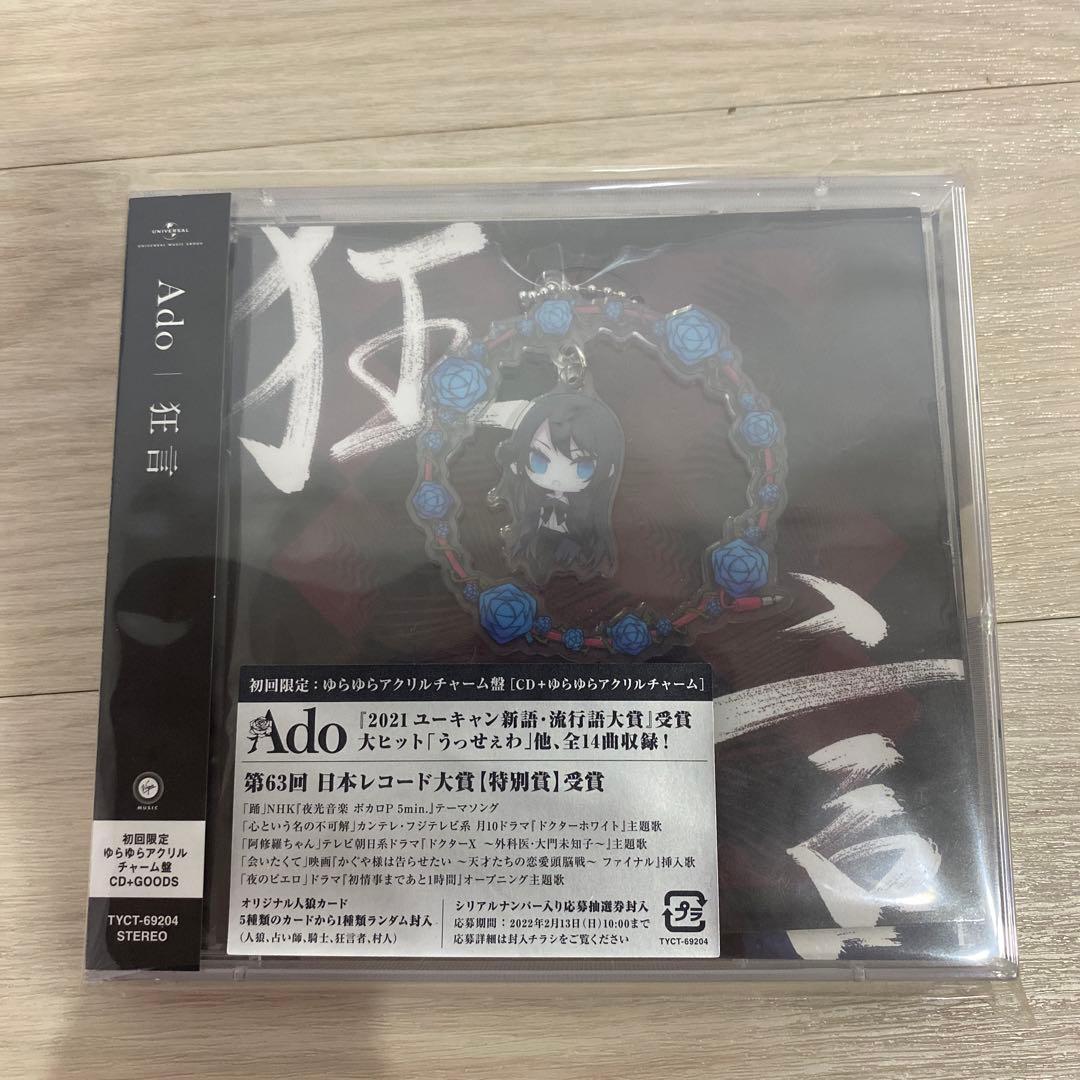 UNIVERSAL
UNIVERSAL MUSIC GROUP
Ado | 狂言
Virgin
MUSIC
初回限定
ゆらゆらアクリル
チャーム盤
CD+GOODS
TYCT-69204
STEREO
狂言
初回限定:ゆらゆらアクリルチャーム盤[CD+ゆらゆらアクリルチャーム]
Ado
『2021 ユーキャン新語・流行語大賞』受賞
大ヒット「うっせぇわ」他、全14曲収録!
第63回 日本レコード大賞【特別賞】受賞
「踊」NHK『夜光音楽 ボカロP 5min.』テーマソング
「心という名の不可解」カンテレ・フジテレビ系 月10ドラマ『ドクターホワイト』主題歌
「阿修羅ちゃん」テレビ朝日系ドラマ『ドクターX ～外科医・大門未知子～』主題歌
「会いたくて」映画『かぐや様は告らせたい ～天才たちの恋愛頭脳戦～ ファイナル』挿入歌
「夜のピエロ」ドラマ『初情事まであと1時間』オープニング主題歌
オリジナル人狼カード
5種類のカードから1種類ランダム封入
(人狼、占い師、騎士、狂言者、村人)
シリアルナンバー入り応募抽選券封入
応募期間:2022年2月13日(日)10:00まで
応募詳細は封入チラシをご覧ください
プラ
TYCT-69204